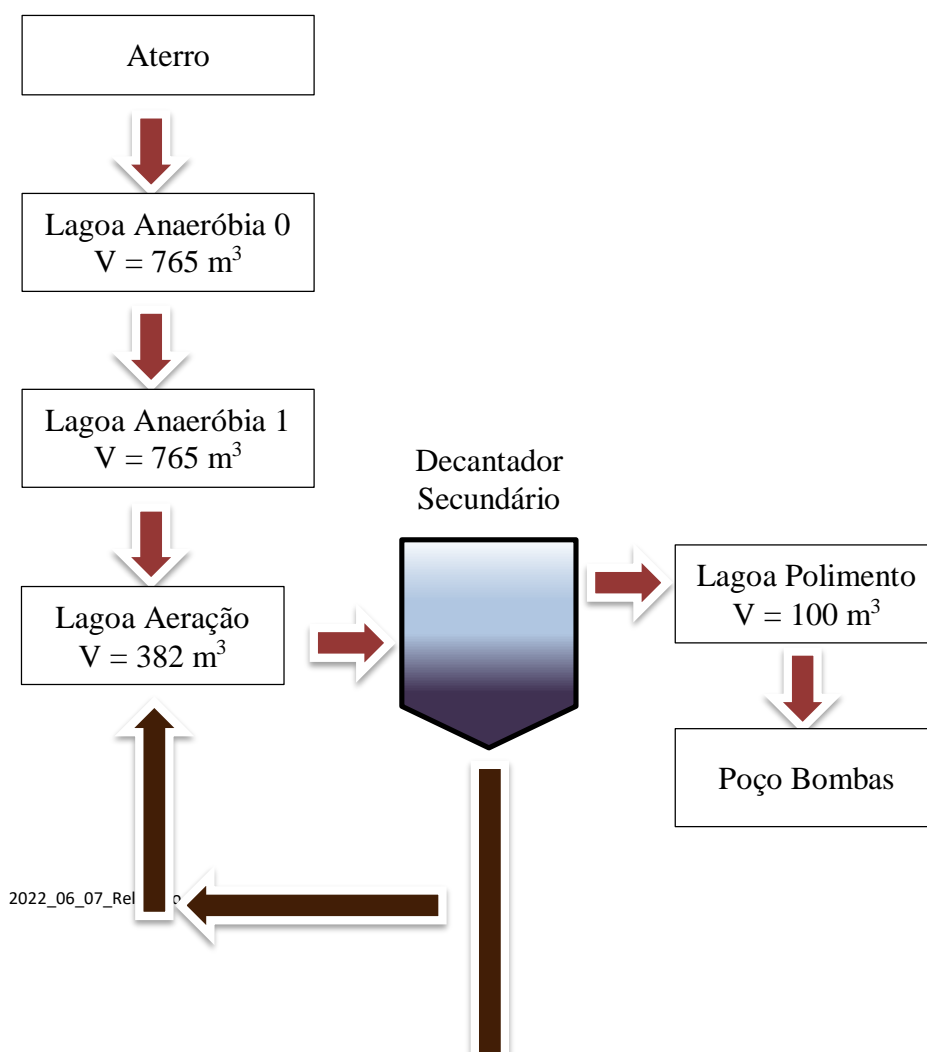 Aterro
Lagoa Anaeróbia 0
V = 765 m³
Lagoa Anaeróbia 1
V = 765 m³
Decantador
Secundário
Lagoa Aeração
V = 382 m³
Lagoa Polimento
V = 100 m³
Poço Bombas